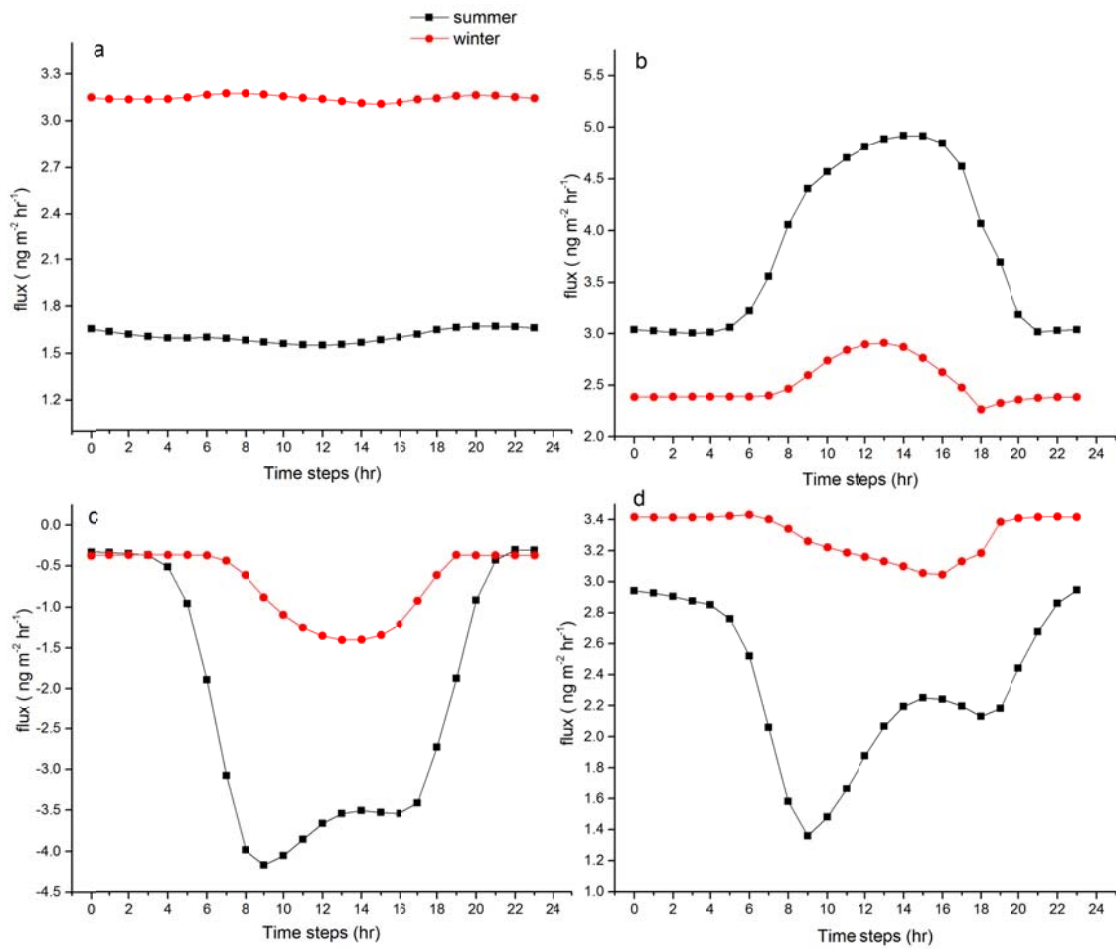 summer
winter
a
3.3
3.0
2.7
2.4
2.1
1.8
1.5
1.2
flux ( ng m⁻² hr⁻¹)
0 2 4 6 8 10 12 14 16 18 20 22 24
Time steps (hr)
b
5.5
5.0
4.5
4.0
3.5
3.0
2.5
2.0
flux ( ng m⁻² hr⁻¹)
0 2 4 6 8 10 12 14 16 18 20 22 24
Time steps (hr)
c
0.0
-0.5
-1.0
-1.5
-2.0
-2.5
-3.0
-3.5
-4.0
-4.5
flux ( ng m⁻² hr⁻¹)
0 2 4 6 8 10 12 14 16 18 20 22 24
Time steps (hr)
d
3.4
3.2
3.0
2.8
2.6
2.4
2.2
2.0
1.8
1.6
1.4
1.2
1.0
flux ( ng m⁻² hr⁻¹)
0 2 4 6 8 10 12 14 16 18 20 22 24
Time steps (hr)